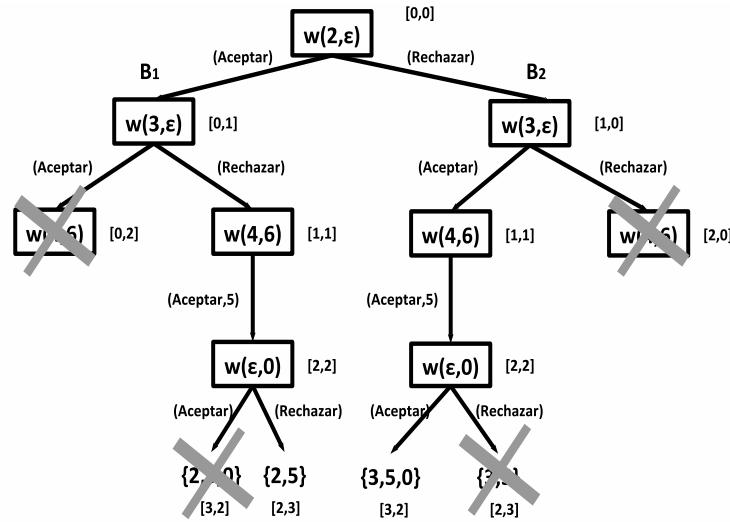 [0,0]
w(2,ε)
(Aceptar) (Rechazar)
B1 B2
w(3,ε) [0,1] w(3,ε) [1,0]
(Aceptar) (Rechazar) (Aceptar) (Rechazar)
[0,2] w(4,6) [1,1] w(4,6) [1,1] [2,0]
(Aceptar,5) (Aceptar,5)
w(ε,0) [2,2] w(ε,0) [2,2]
(Aceptar) (Rechazar) (Aceptar) (Rechazar)
{2,5} {3,5,0}
[3,2] [2,3] [3,2] [2,3]